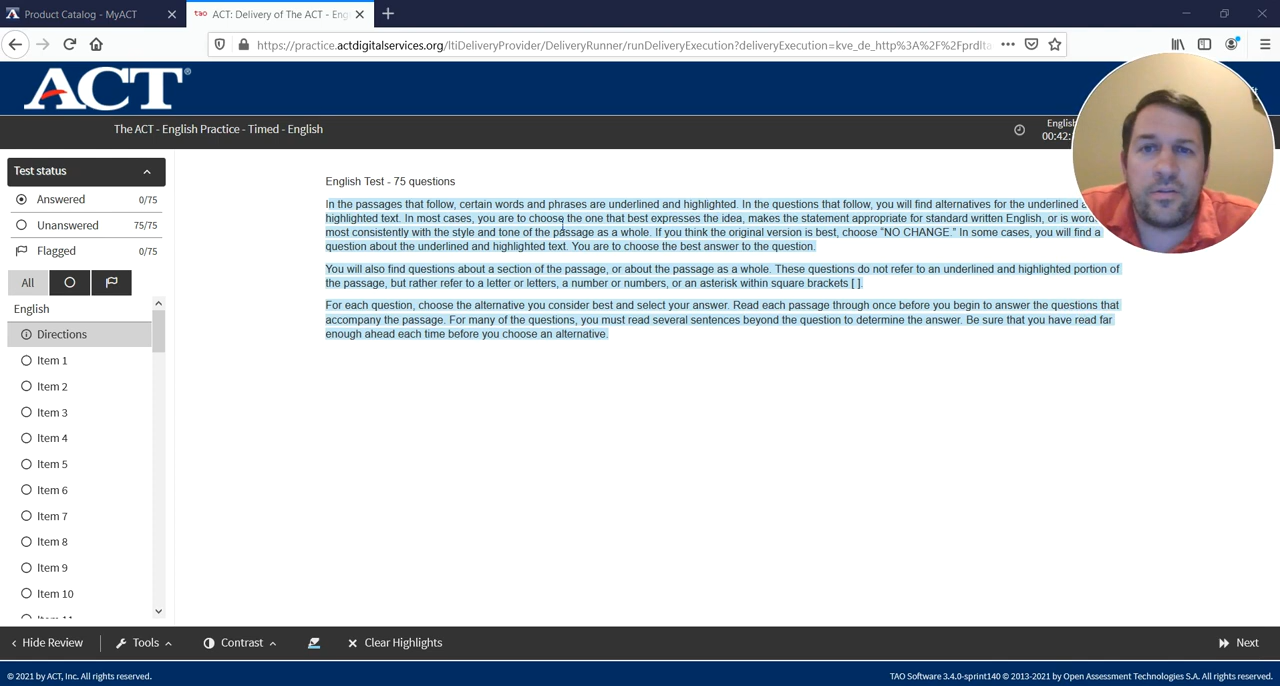 Product Catalog - MyACT
tao ACT: Delivery of The ACT - Eng
https://practice.actdigitalservices.org/ltiDeliveryProvider/DeliveryRunner/runDeliveryExecution?deliveryExecution=kve_de_http%3A%2F%2Fprdlta
ACT®
The ACT - English Practice - Timed - English
English
00:42:
Test status
Answered 0/75
Unanswered 75/75
Flagged 0/75
All
English
Directions
Item 1
Item 2
Item 3
Item 4
Item 5
Item 6
Item 7
Item 8
Item 9
Item 10
English Test - 75 questions
In the passages that follow, certain words and phrases are underlined and highlighted. In the questions that follow, you will find alternatives for the underlined
highlighted text. In most cases, you are to choose the one that best expresses the idea, makes the statement appropriate for standard written English, or is
most consistently with the style and tone of the passage as a whole. If you think the original version is best, choose “NO CHANGE.” In some cases, you will find a
question about the underlined and highlighted text. You are to choose the best answer to the question.
You will also find questions about a section of the passage, or about the passage as a whole. These questions do not refer to an underlined and highlighted portion of
the passage, but rather refer to a letter or letters, a number or numbers, or an asterisk within square brackets [ ].
For each question, choose the alternative you consider best and select your answer. Read each passage through once before you begin to answer the questions that
accompany the passage. For many of the questions, you must read several sentences beyond the question to determine the answer. Be sure that you have read far
enough ahead each time before you choose an alternative.
< Hide Review
Tools
Contrast
Clear Highlights
Next
© 2021 by ACT, Inc. All rights reserved.
TAO Software 3.4.0-sprint140 © 2013-2021 by Open Assessment Technologies S.A. All rights reserved.